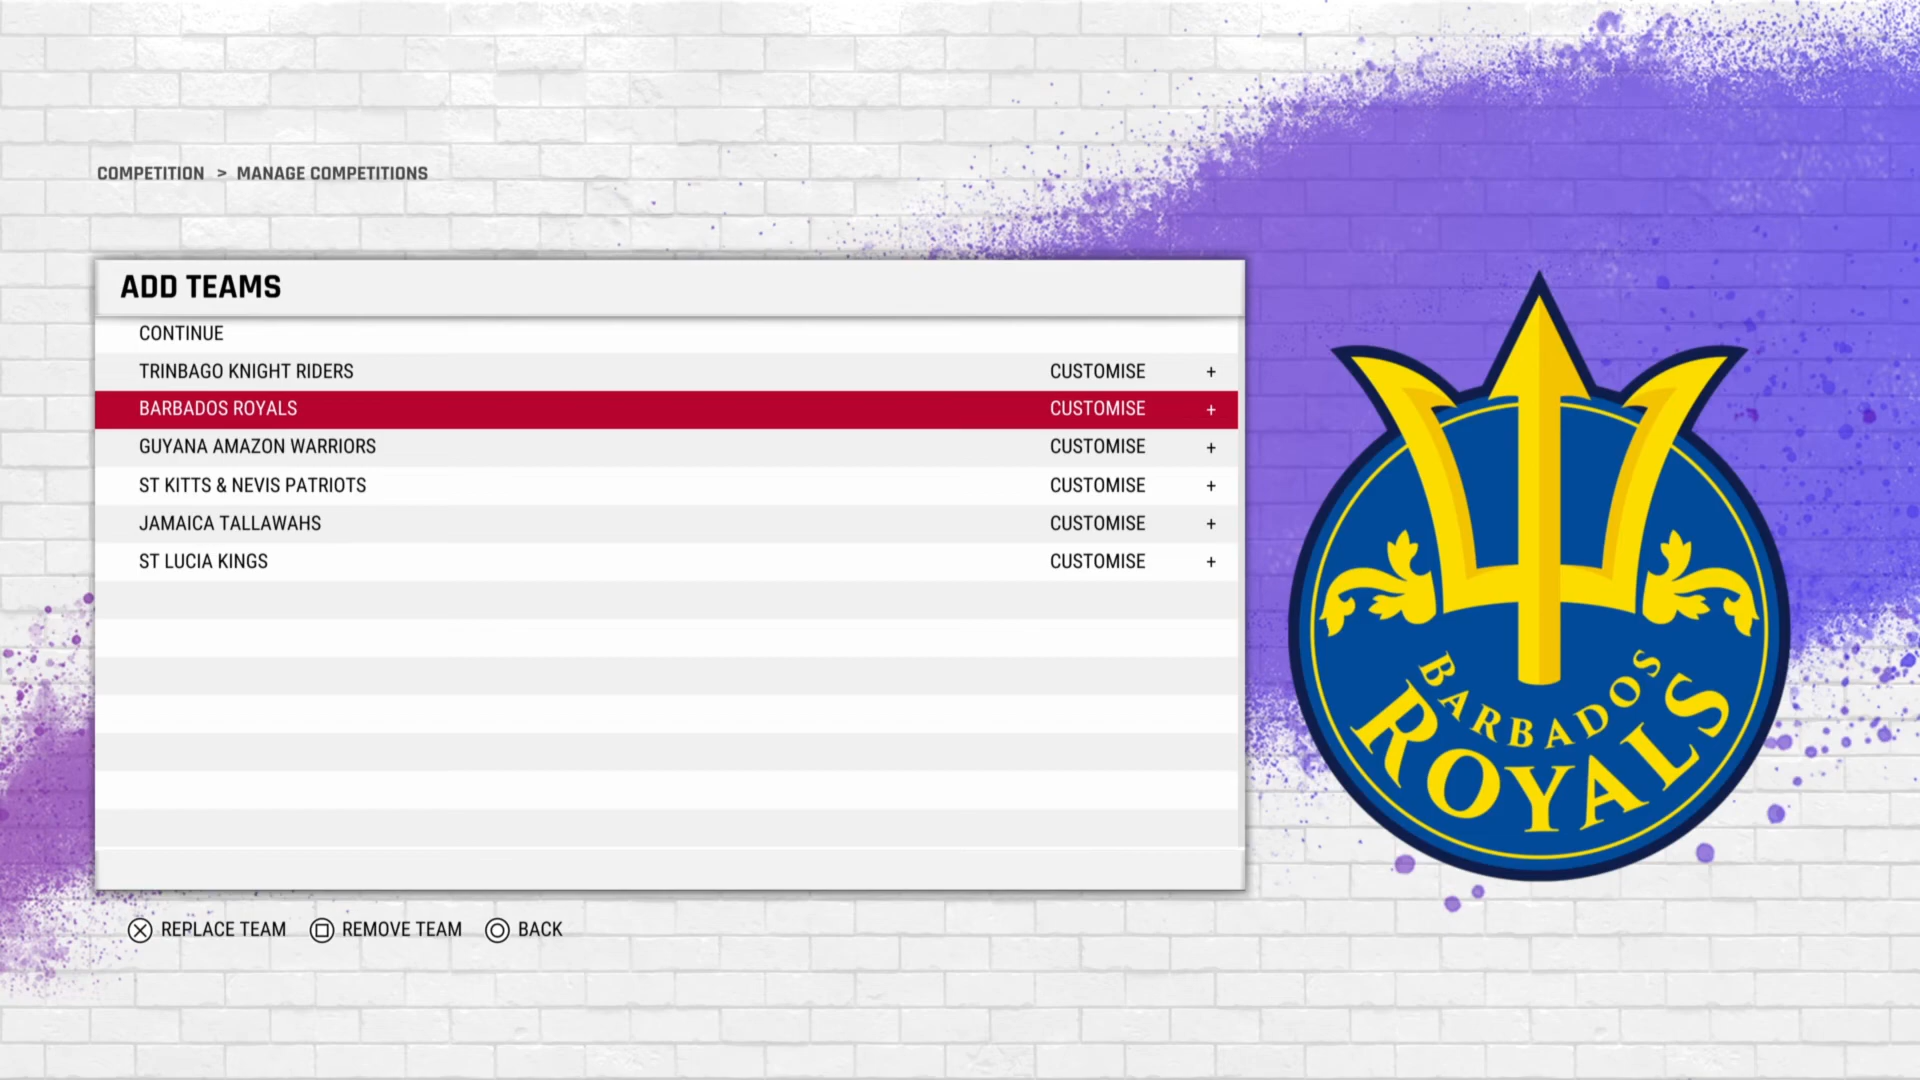 COMPETITION > MANAGE COMPETITIONS
ADD TEAMS
CONTINUE
TRINBAGO KNIGHT RIDERS CUSTOMISE +
BARBADOS ROYALS CUSTOMISE +
GUYANA AMAZON WARRIORS CUSTOMISE +
ST KITTS & NEVIS PATRIOTS CUSTOMISE +
JAMAICA TALLAWAHS CUSTOMISE +
ST LUCIA KINGS CUSTOMISE +
BARBADOS
ROYALS
REPLACE TEAM REMOVE TEAM BACK